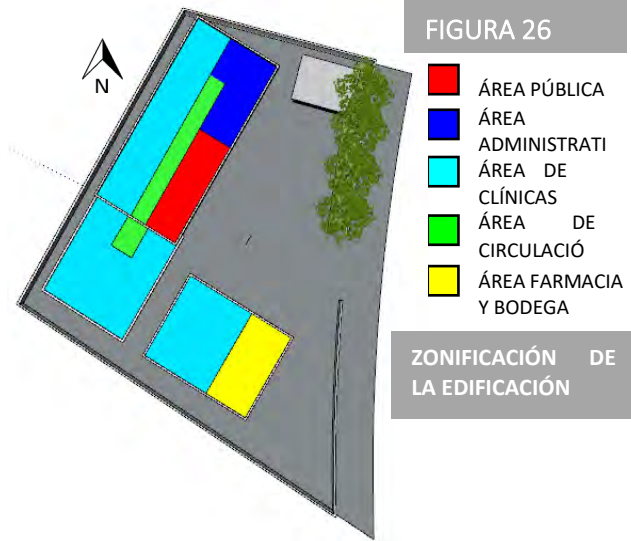 FIGURA 26
N
ÁREA PÚBLICA
ÁREA
ADMINISTRATI
ÁREA DE
CLÍNICAS
ÁREA DE
CIRCULACIÓ
ÁREA FARMACIA
Y BODEGA
ZONIFICACIÓN DE
LA EDIFICACIÓN